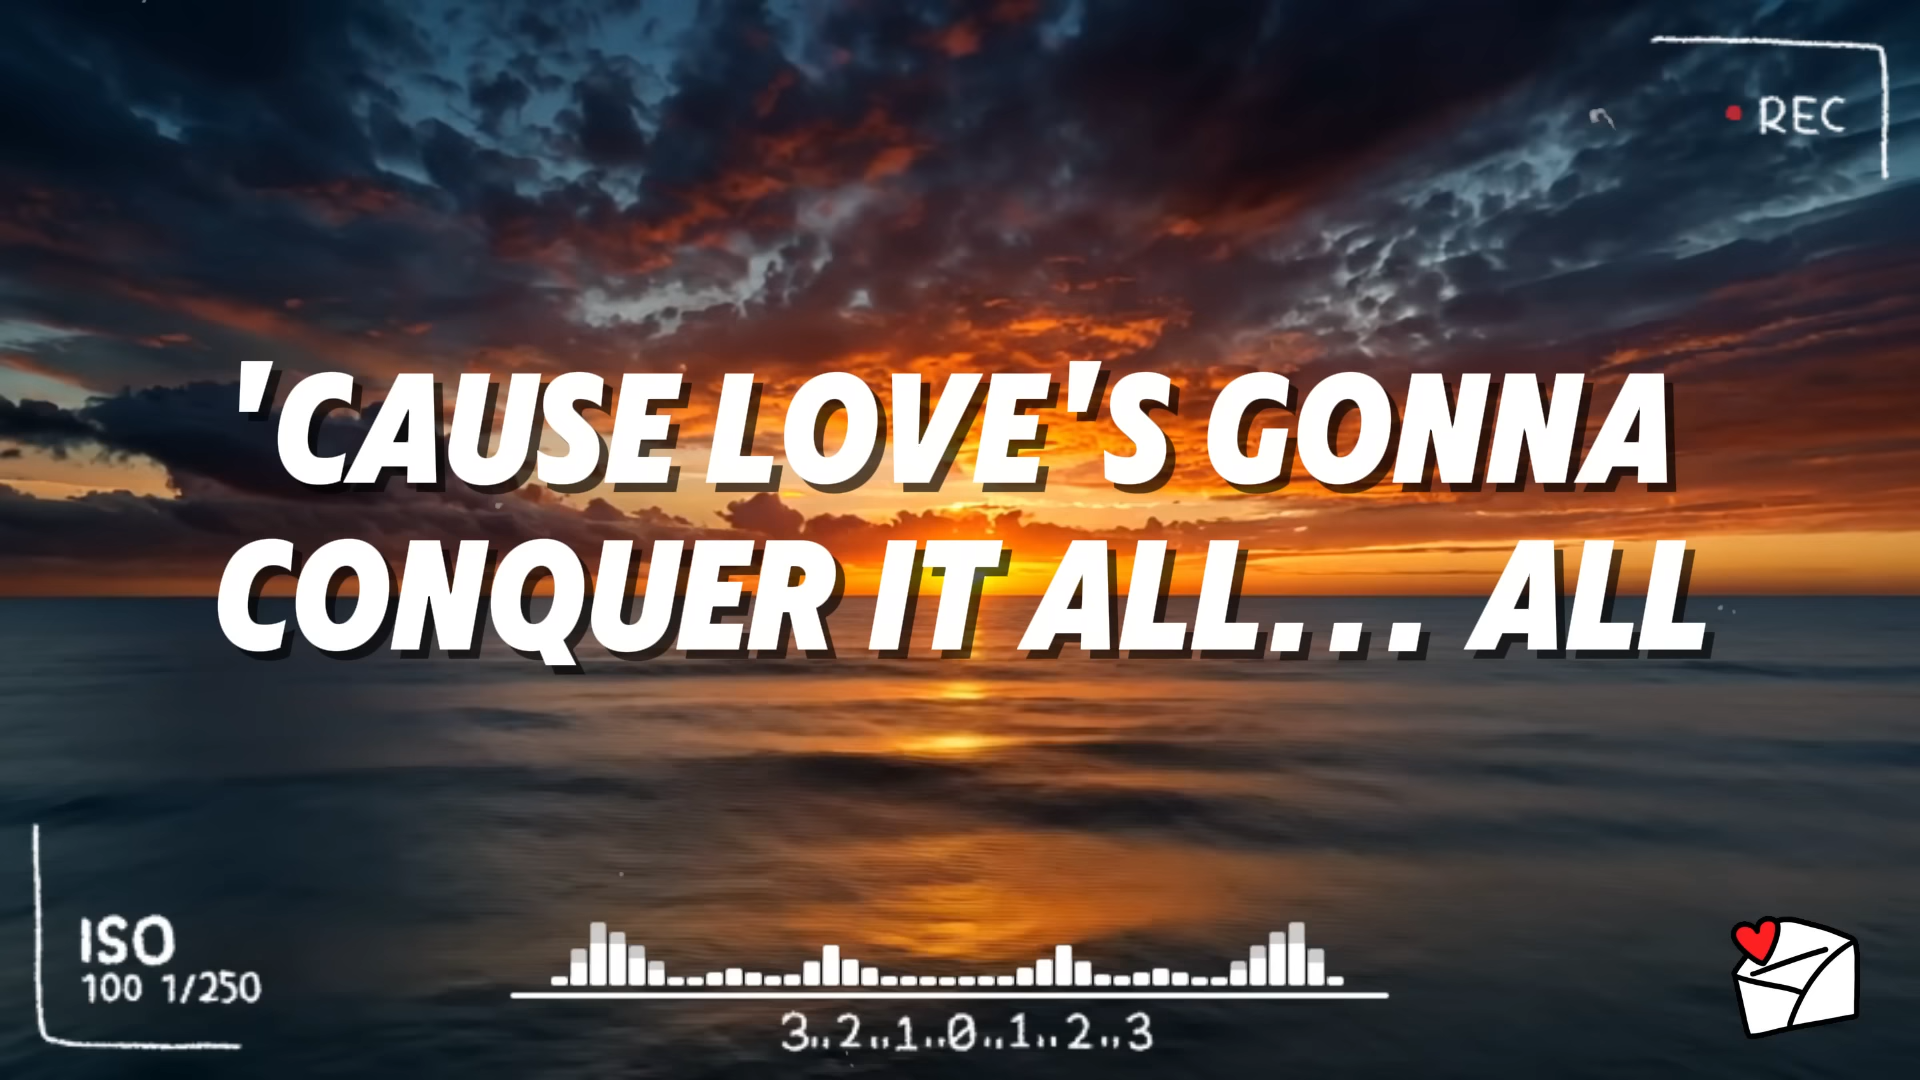 REC
'CAUSE LOVE'S GONNA
CONQUER IT ALL... ALL
ISO
100 1/250
3..2..1..0..1..2..3